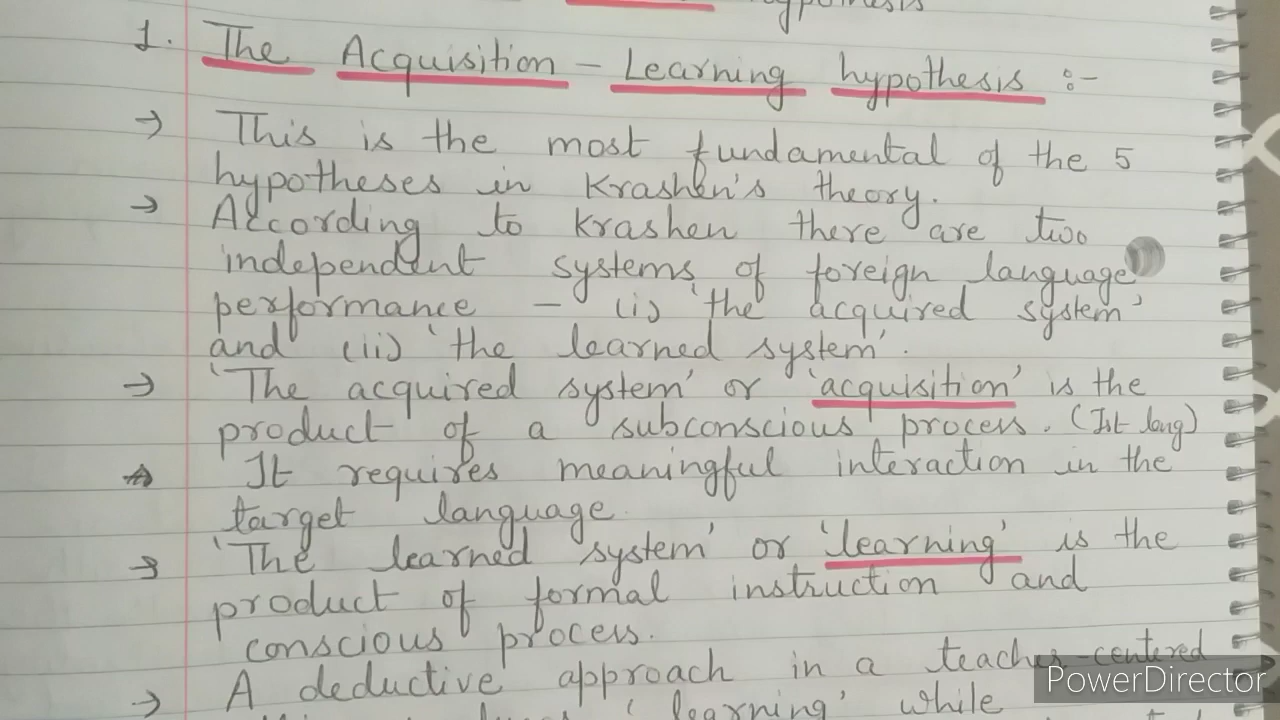 hypothesis
1. The Acquisition - Learning hypothesis :-
→ This is the most fundamental of the 5
hypotheses in Krashen's theory.
→ According to Krashen there are two
independent systems of foreign language
performance - (i) 'the acquired system'
and (ii) 'the learned system'.
→ 'The acquired system' or 'acquisition' is the
product of a subconscious process. (Ist lang)
It requires meaningful interaction in the
target language.
→ 'The learned system' or 'learning' is the
product of formal instruction and
conscious process.
→ A deductive approach in a teacher-centered
'learning' while
PowerDirector